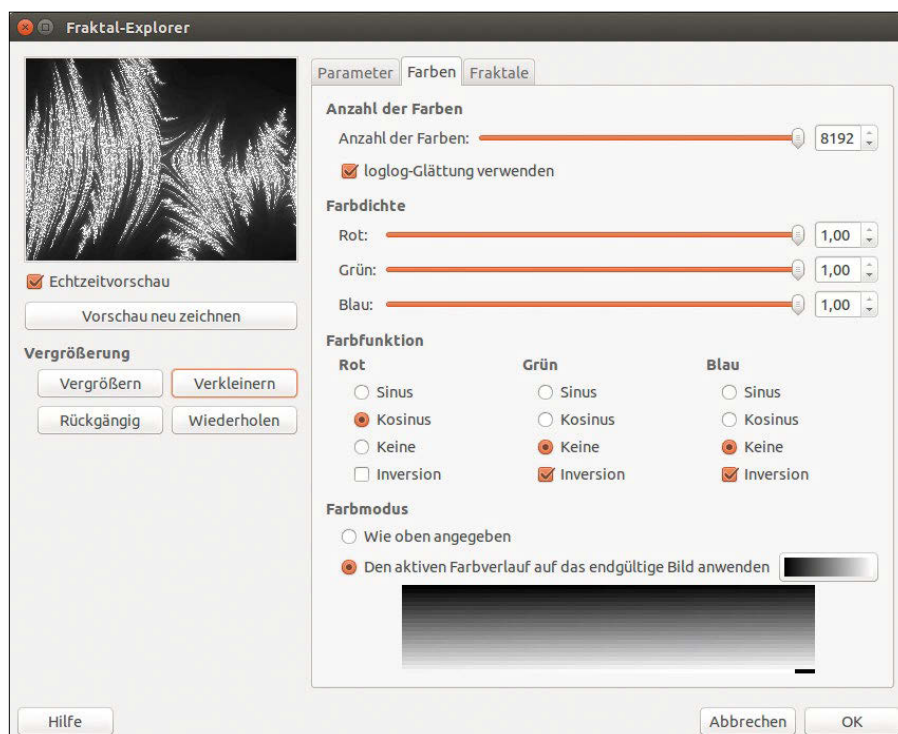 Fraktal-Explorer
Echtzeitvorschau
Vorschau neu zeichnen
Vergrößerung
Vergrößern Verkleinern
Rückgängig Wiederholen
Parameter Farben Fraktale
Anzahl der Farben
Anzahl der Farben: 8192
loglog-Glättung verwenden
Farbdichte
Rot: 1,00
Grün: 1,00
Blau: 1,00
Farbfunktion
Rot Grün Blau
Sinus Sinus Sinus
Kosinus Kosinus Kosinus
Keine Keine Keine
Inversion Inversion Inversion
Farbmodus
Wie oben angegeben
Den aktiven Farbverlauf auf das endgültige Bild anwenden
Hilfe Abbrechen OK